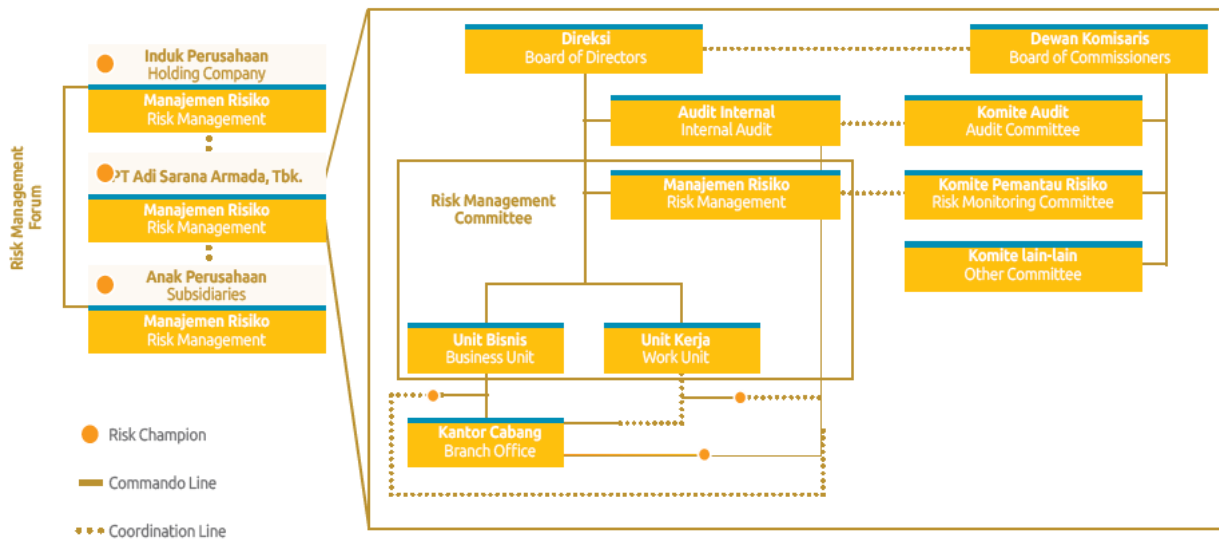 Induk Perusahaan
Holding Company
Manajemen Risiko
Risk Management
PT Adi Sarana Armada, Tbk.
Manajemen Risiko
Risk Management
Anak Perusahaan
Subsidiaries
Manajemen Risiko
Risk Management
Risk Management
Forum
Risk Champion
Commando Line
Coordination Line
Direksi
Board of Directors
Dewan Komisaris
Board of Commissioners
Audit Internal
Internal Audit
Komite Audit
Audit Committee
Risk Management
Committee
Manajemen Risiko
Risk Management
Komite Pemantau Risiko
Risk Monitoring Committee
Komite lain-lain
Other Committee
Unit Bisnis
Business Unit
Unit Kerja
Work Unit
Kantor Cabang
Branch Office